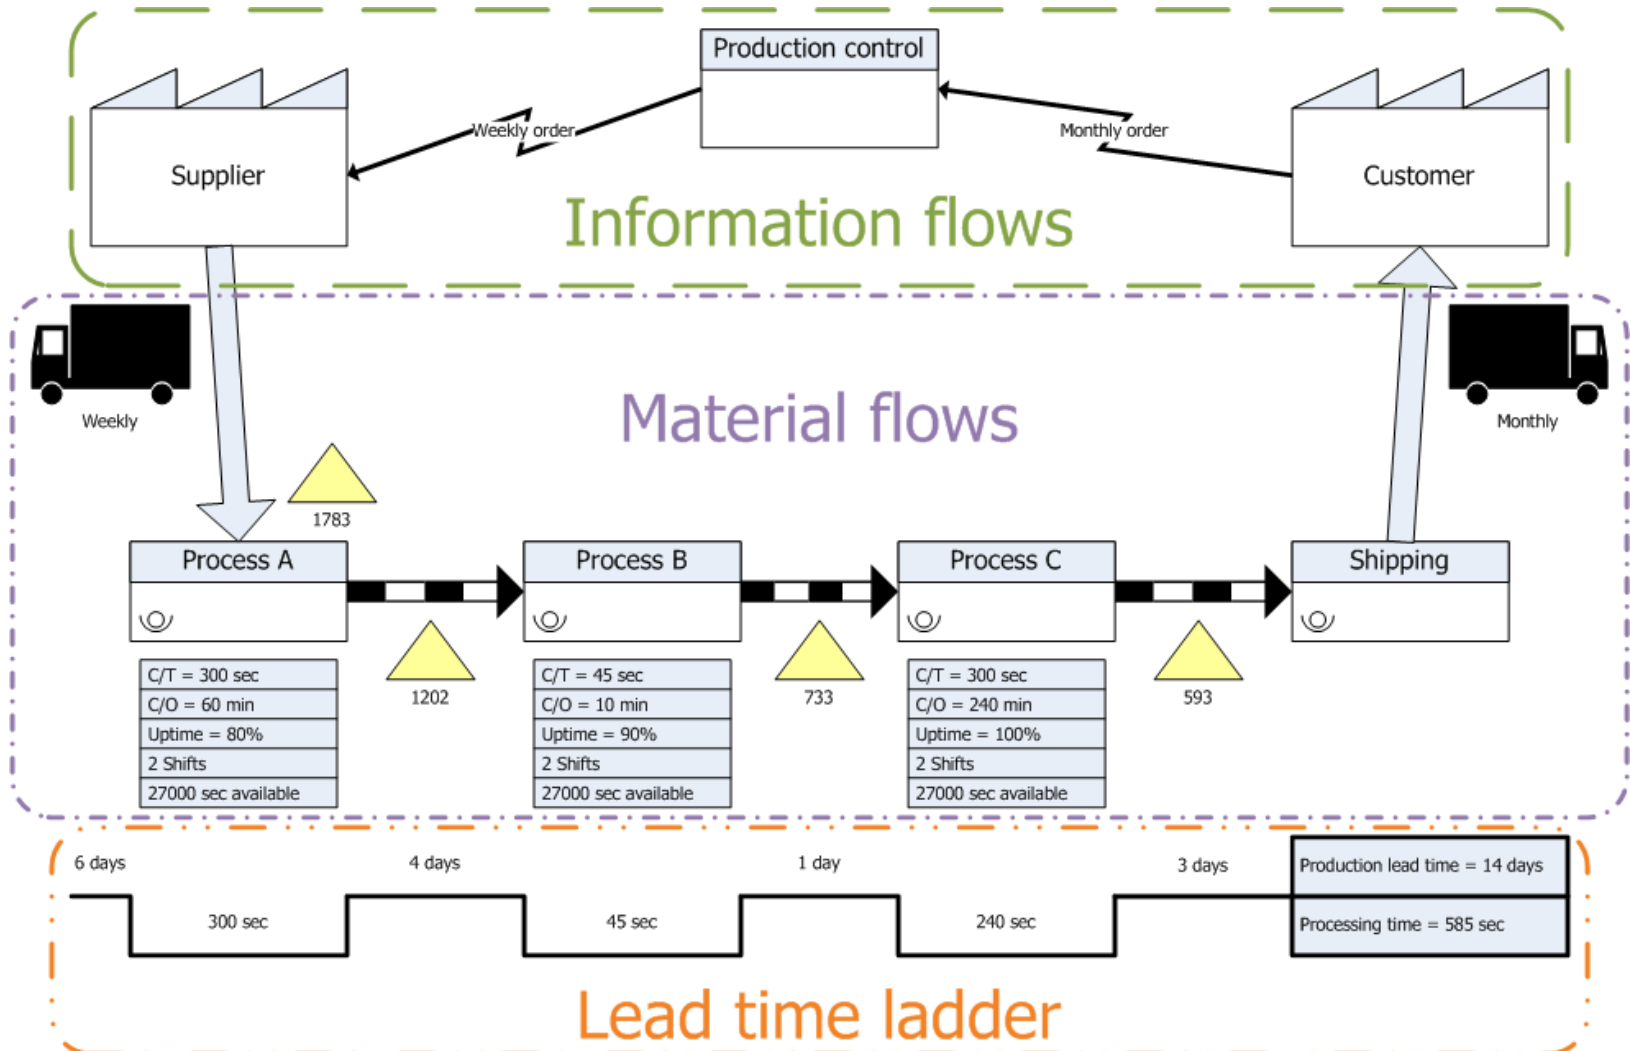 Production control
Weekly order
Monthly order
Supplier
Customer
Information flows
Weekly
Material flows
Monthly
1783
Process A
Process B
Process C
Shipping
C/T = 300 sec
C/O = 60 min
Uptime = 80%
2 Shifts
27000 sec available
1202
C/T = 45 sec
C/O = 10 min
Uptime = 90%
2 Shifts
27000 sec available
733
C/T = 300 sec
C/O = 240 min
Uptime = 100%
2 Shifts
27000 sec available
593
6 days
4 days
1 day
3 days
Production lead time = 14 days
300 sec
45 sec
240 sec
Processing time = 585 sec
Lead time ladder